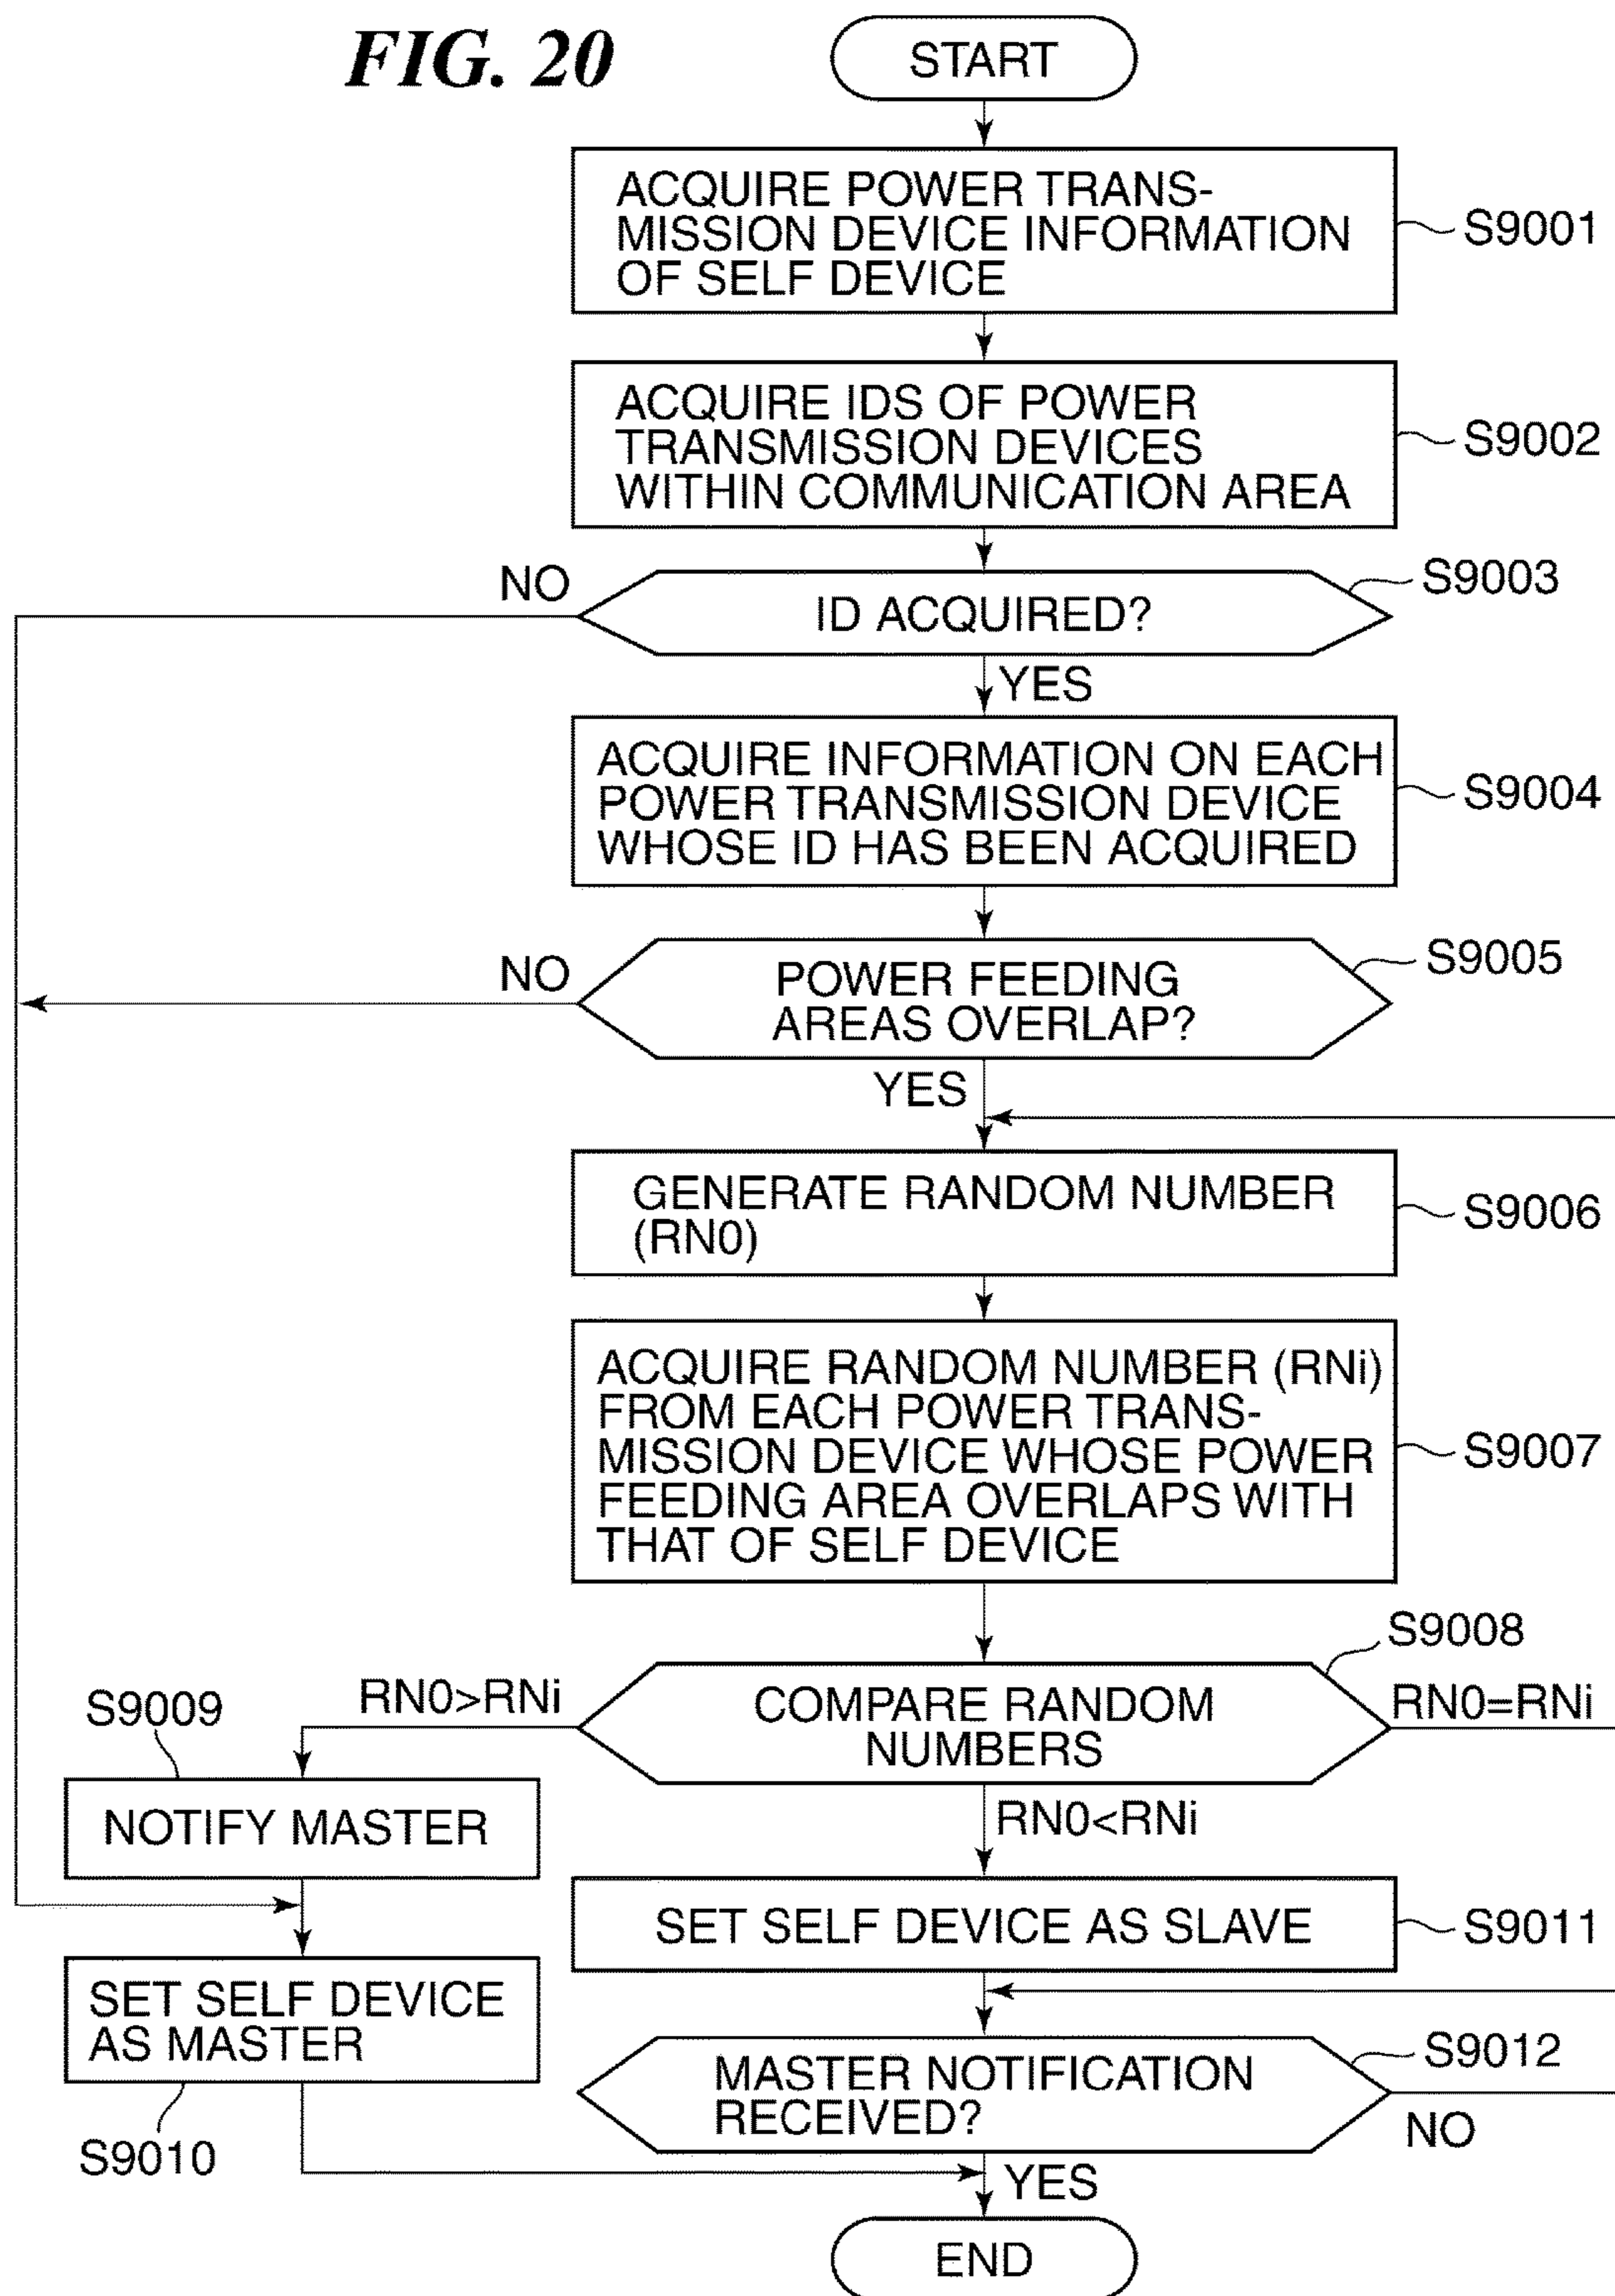 FIG. 20
START
ACQUIRE POWER TRANS-
MISSION DEVICE INFORMATION
OF SELF DEVICE
S9001
ACQUIRE IDS OF POWER
TRANSMISSION DEVICES
WITHIN COMMUNICATION AREA
S9002
NO
ID ACQUIRED?
S9003
YES
ACQUIRE INFORMATION ON EACH
POWER TRANSMISSION DEVICE
WHOSE ID HAS BEEN ACQUIRED
S9004
NO
POWER FEEDING
AREAS OVERLAP?
S9005
YES
GENERATE RANDOM NUMBER
(RN0)
S9006
ACQUIRE RANDOM NUMBER (RNi)
FROM EACH POWER TRANS-
MISSION DEVICE WHOSE POWER
FEEDING AREA OVERLAPS WITH
THAT OF SELF DEVICE
S9007
S9008
RN0>RNi
COMPARE RANDOM
NUMBERS
RN0=RNi
S9009
NOTIFY MASTER
RN0<RNi
SET SELF DEVICE AS SLAVE
S9011
SET SELF DEVICE
AS MASTER
S9010
MASTER NOTIFICATION
RECEIVED?
S9012
NO
YES
END